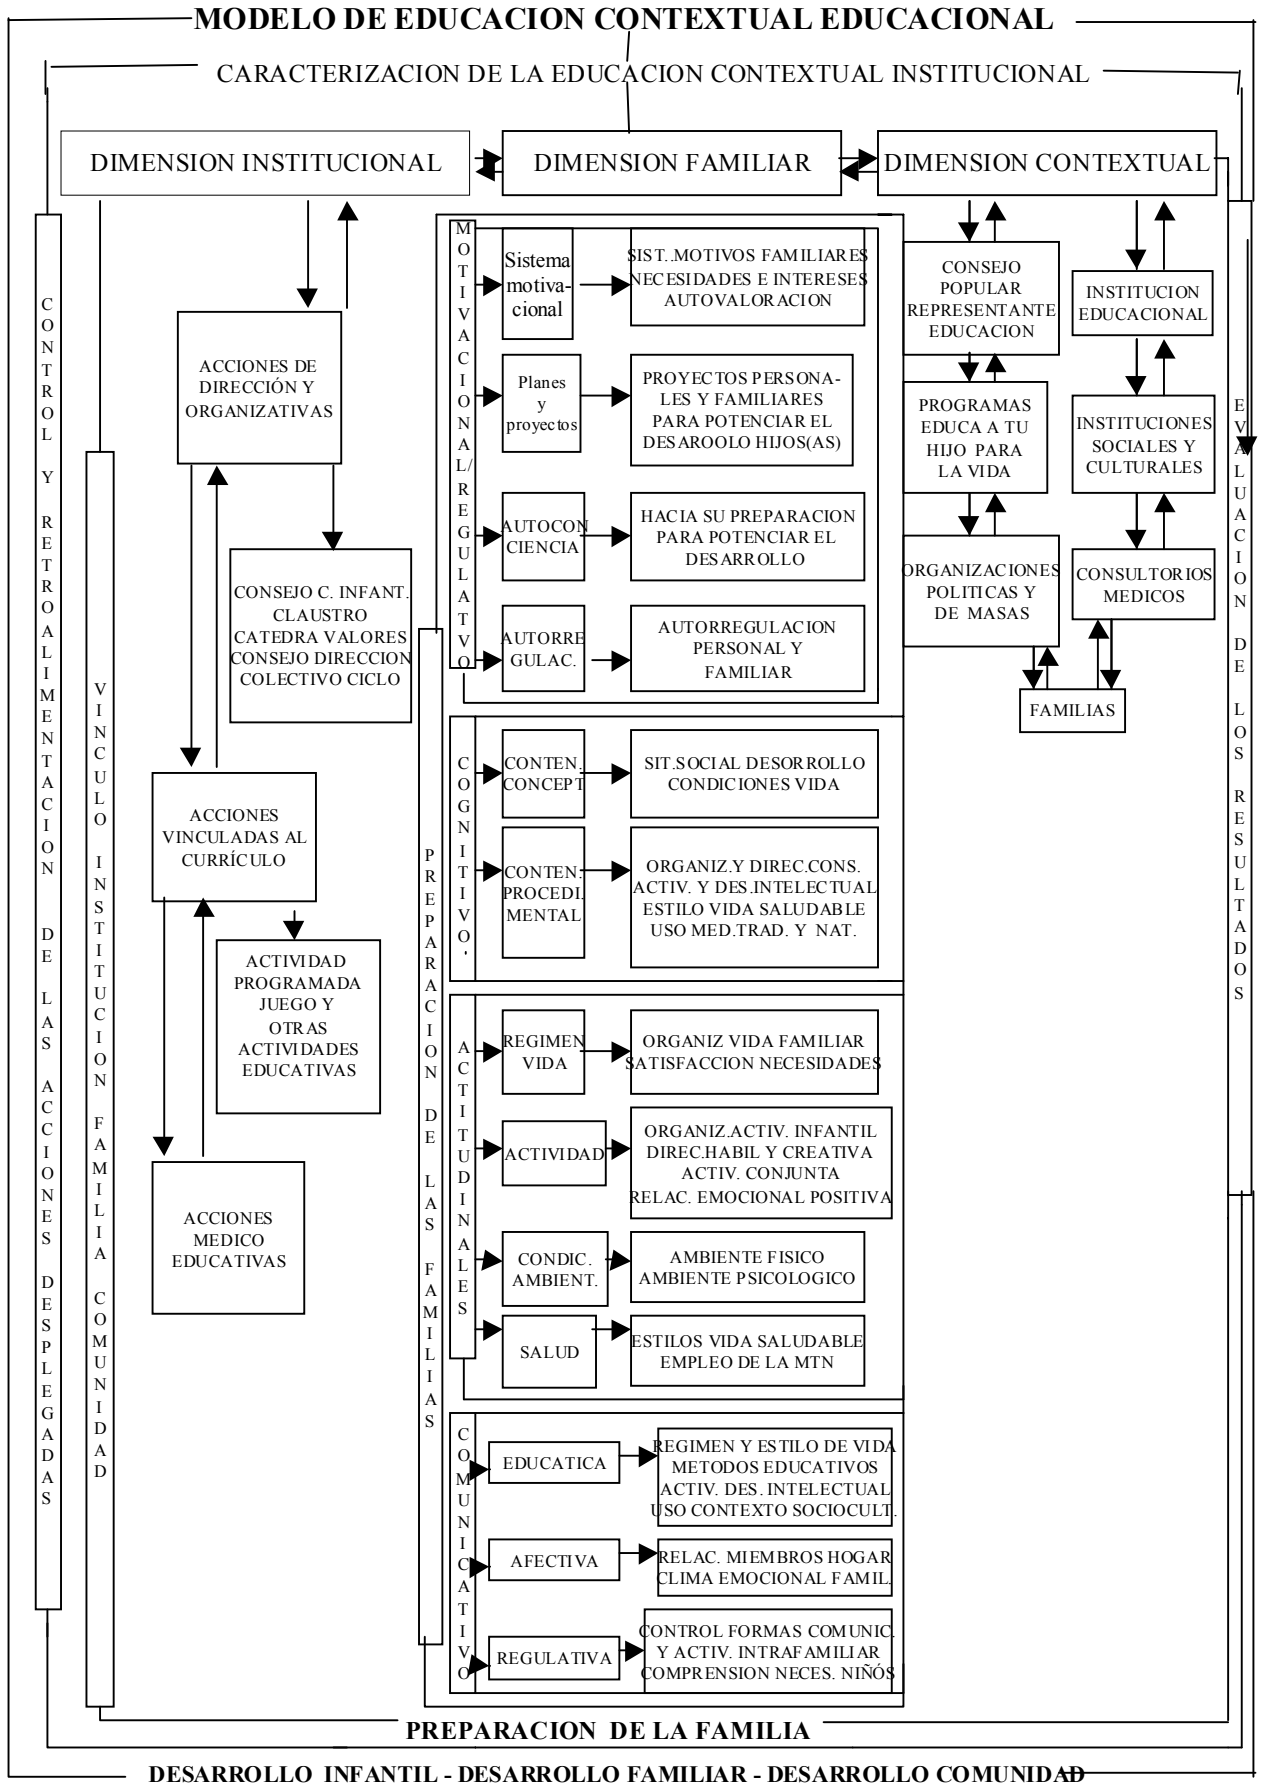 MODELO DE EDUCACION CONTEXTUAL EDUCACIONAL
CARACTERIZACION DE LA EDUCACION CONTEXTUAL INSTITUCIONAL
DIMENSION INSTITUCIONAL
DIMENSION FAMILIAR
DIMENSION CONTEXTUAL
CONTROL Y RETROALIMENTACION DE LAS ACCIONES DESPLEGADAS
VINCULO INSTITUCION FAMILIA COMUNIDAD
ACCIONES DE
DIRECCIÓN Y
ORGANIZATIVAS
CONSEJO C. INFANT.
CLAUSTRO
CATEDRA VALORES
CONSEJO DIRECCION
COLECTIVO CICLO
ACCIONES
VINCULADAS AL
CURRÍCULO
ACTIVIDAD
PROGRAMADA
JUEGO Y
OTRAS
ACTIVIDADES
EDUCATIVAS
ACCIONES
MEDICO
EDUCATIVAS
PREPARACION DE LAS FAMILIAS
MOTIVACIONAL/REGULATVO
Sistema
motiva-
cional
SIST..MOTIVOS FAMILIARES
NECESIDADES E INTERESES
AUTOVALORACION
Planes
y
proyectos
PROYECTOS PERSONA-
LES Y FAMILIARES
PARA POTENCIAR EL
DESAROOLO HIJOS(AS)
AUTOCON
CIENCIA
HACIA SU PREPARACION
PARA POTENCIAR EL
DESARROLLO
AUTORRE
GULAC.
AUTORREGULACION
PERSONAL Y
FAMILIAR
COGNITIVO-
CONTEN.
CONCEPT
SIT.SOCIAL DESORROLLO
CONDICIONES VIDA
CONTEN.
PROCEDI.
MENTAL
ORGANIZ.Y DIREC.CONS.
ACTIV. Y DES.INTELECTUAL
ESTILO VIDA SALUDABLE
USO MED.TRAD. Y NAT.
ACTITUDINALES
REGIMEN
VIDA
ORGANIZ VIDA FAMILIAR
SATISFACCION NECESIDADES
ACTIVIDAD
ORGANIZ.ACTIV. INFANTIL
DIREC.HABIL Y CREATIVA
ACTIV. CONJUNTA
RELAC. EMOCIONAL POSITIVA
CONDIC.
AMBIENT.
AMBIENTE FISICO
AMBIENTE PSICOLOGICO
SALUD
ESTILOS VIDA SALUDABLE
EMPLEO DE LA MTN
COMUNICATIVO
EDUCATICA
REGIMEN Y ESTILO DE VIDA
METODOS EDUCATIVOS
ACTIV. DES. INTELECTUAL
USO CONTEXTO SOCIOCULT.
AFECTIVA
RELAC. MIEMBROS HOGAR
CLIMA EMOCIONAL FAMIL.
REGULATIVA
CONTROL FORMAS COMUNIC.
Y ACTIV. INTRAFAMILIAR
COMPRENSION NECES. NIÑÓS
CONSEJO
POPULAR
REPRESENTANTE
EDUCACION
PROGRAMAS
EDUCA A TU
HIJO PARA
LA VIDA
ORGANIZACIONES
POLITICAS Y
DE MASAS
INSTITUCION
EDUCACIONAL
INSTITUCIONES
SOCIALES Y
CULTURALES
CONSULTORIOS
MEDICOS
FAMILIAS
EVALUACION DE LOS RESULTADOS
PREPARACION DE LA FAMILIA
DESARROLLO INFANTIL - DESARROLLO FAMILIAR - DESARROLLO COMUNIDAD